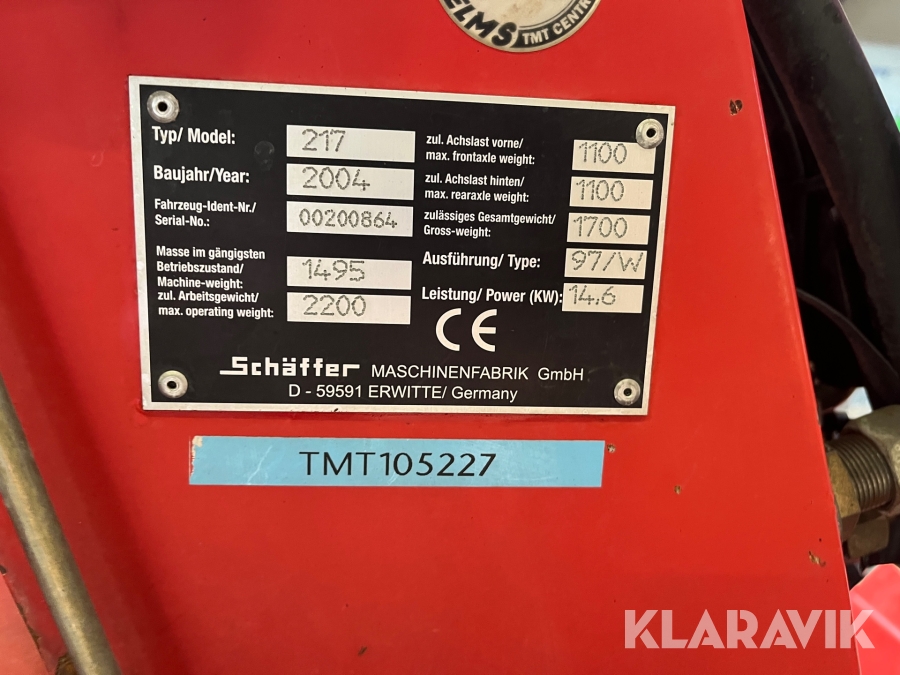 ELMS
TMT CENTR
Typ/ Model: 217
Baujahr/Year: 2004
Fahrzeug-Ident-Nr./
Serial-No.: 00200864
Masse im gängigsten
Betriebszustand/
Machine-weight: 1495
zul. Arbeitsgewicht/
max. operating weight: 2200
zul. Achslast vorne/
max. frontaxle weight: 1100
zul. Achslast hinten/
max. rearaxle weight: 1100
zulässiges Gesamtgewicht/
Gross-weight: 1700
Ausführung/ Type: 97/W
Leistung/ Power (KW): 14.6
CE
Schäffer MASCHINENFABRIK GmbH
D - 59591 ERWITTE/ Germany
TMT105227
KLARAVIK